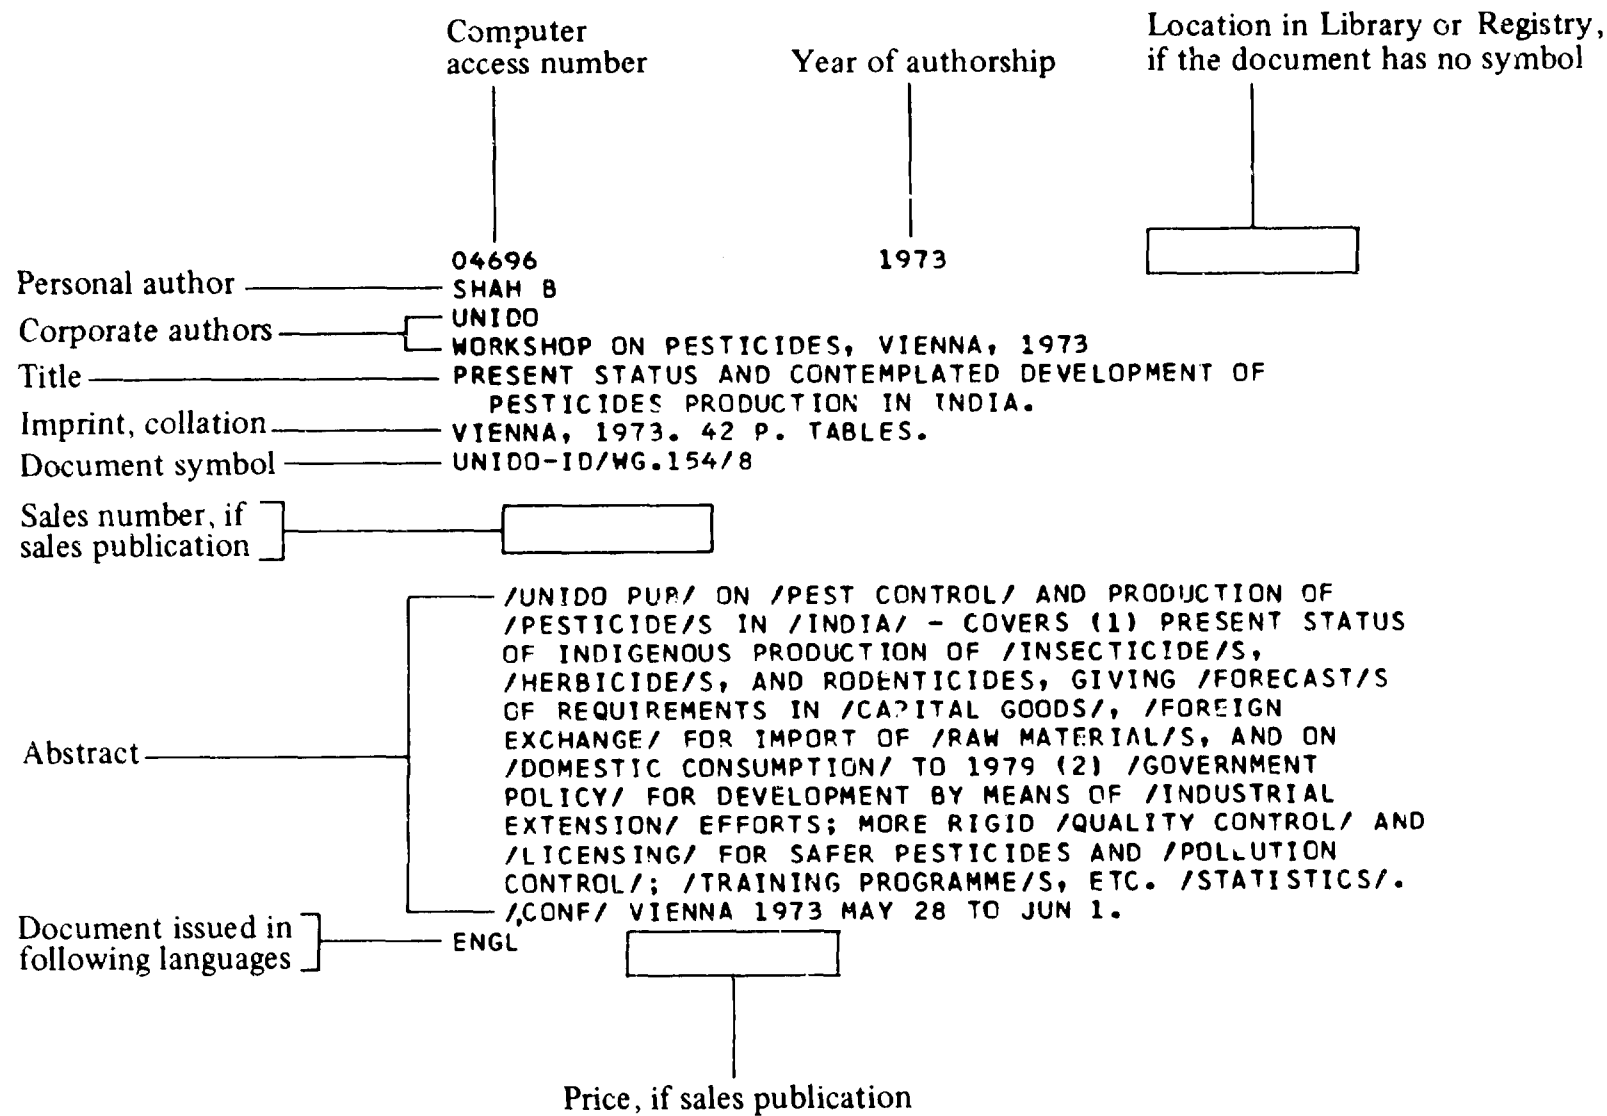 Computer
access number
Year of authorship
Location in Library or Registry,
if the document has no symbol
04696
1973
Personal author
SHAH B
Corporate authors
UNIDO
WORKSHOP ON PESTICIDES, VIENNA, 1973
Title
PRESENT STATUS AND CONTEMPLATED DEVELOPMENT OF
PESTICIDES PRODUCTION IN INDIA.
Imprint, collation
VIENNA, 1973. 42 P. TABLES.
Document symbol
UNIDO-ID/WG.154/8
Sales number, if
sales publication
Abstract
/UNIDO PUB/ ON /PEST CONTROL/ AND PRODUCTION OF
/PESTICIDE/S IN /INDIA/ - COVERS (1) PRESENT STATUS
OF INDIGENOUS PRODUCTION OF /INSECTICIDE/S,
/HERBICIDE/S, AND RODENTICIDES, GIVING /FORECAST/S
OF REQUIREMENTS IN /CAPITAL GOODS/, /FOREIGN
EXCHANGE/ FOR IMPORT OF /RAW MATERIAL/S, AND ON
/DOMESTIC CONSUMPTION/ TO 1979 (2) /GOVERNMENT
POLICY/ FOR DEVELOPMENT BY MEANS OF /INDUSTRIAL
EXTENSION/ EFFORTS; MORE RIGID /QUALITY CONTROL/ AND
/LICENSING/ FOR SAFER PESTICIDES AND /POLLUTION
CONTROL/; /TRAINING PROGRAMME/S, ETC. /STATISTICS/.
/,CONF/ VIENNA 1973 MAY 28 TO JUN 1.
Document issued in
following languages
ENGL
Price, if sales publication